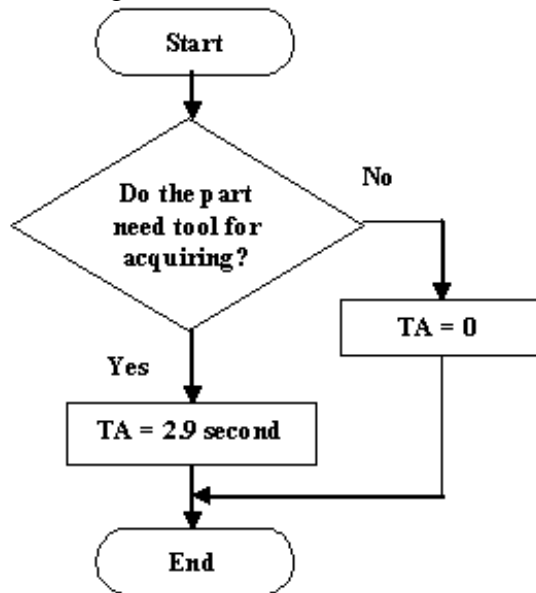 Start
Do the part
need tool for
acquiring?
No
TA = 0
Yes
TA = 2.9 second
End